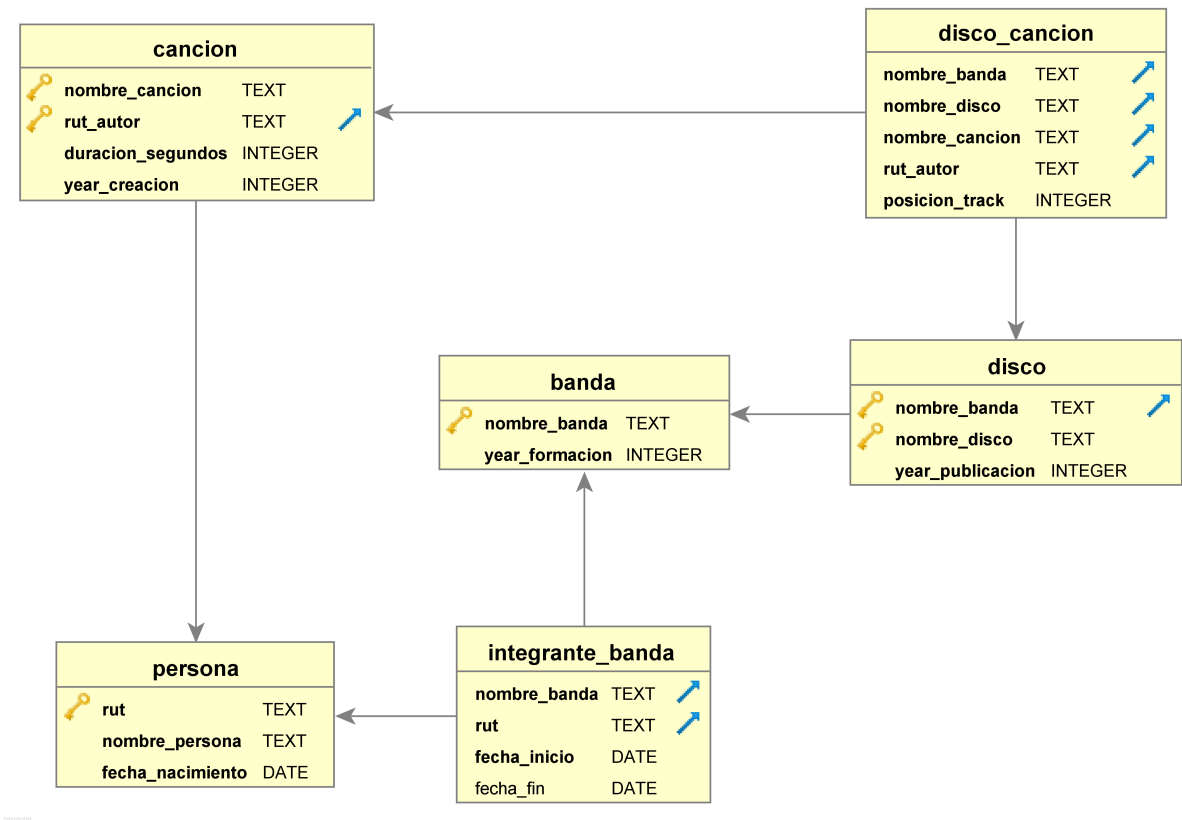 cancion
nombre_cancion TEXT
rut_autor TEXT
duracion_segundos INTEGER
year_creacion INTEGER
disco_cancion
nombre_banda TEXT
nombre_disco TEXT
nombre_cancion TEXT
rut_autor TEXT
posicion_track INTEGER
banda
nombre_banda TEXT
year_formacion INTEGER
disco
nombre_banda TEXT
nombre_disco TEXT
year_publicacion INTEGER
persona
rut TEXT
nombre_persona TEXT
fecha_nacimiento DATE
integrante_banda
nombre_banda TEXT
rut TEXT
fecha_inicio DATE
fecha_fin DATE